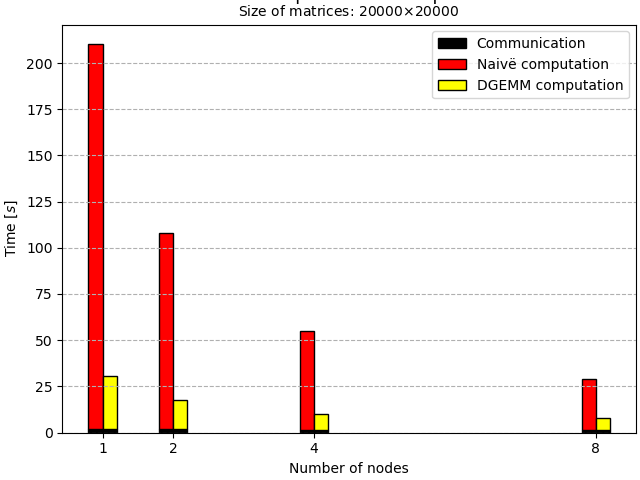 Size of matrices: 20000×20000
Communication
Naivë computation
DGEMM computation
200
175
150
125
100
75
50
25
0
Time [s]
1 2 4 8
Number of nodes